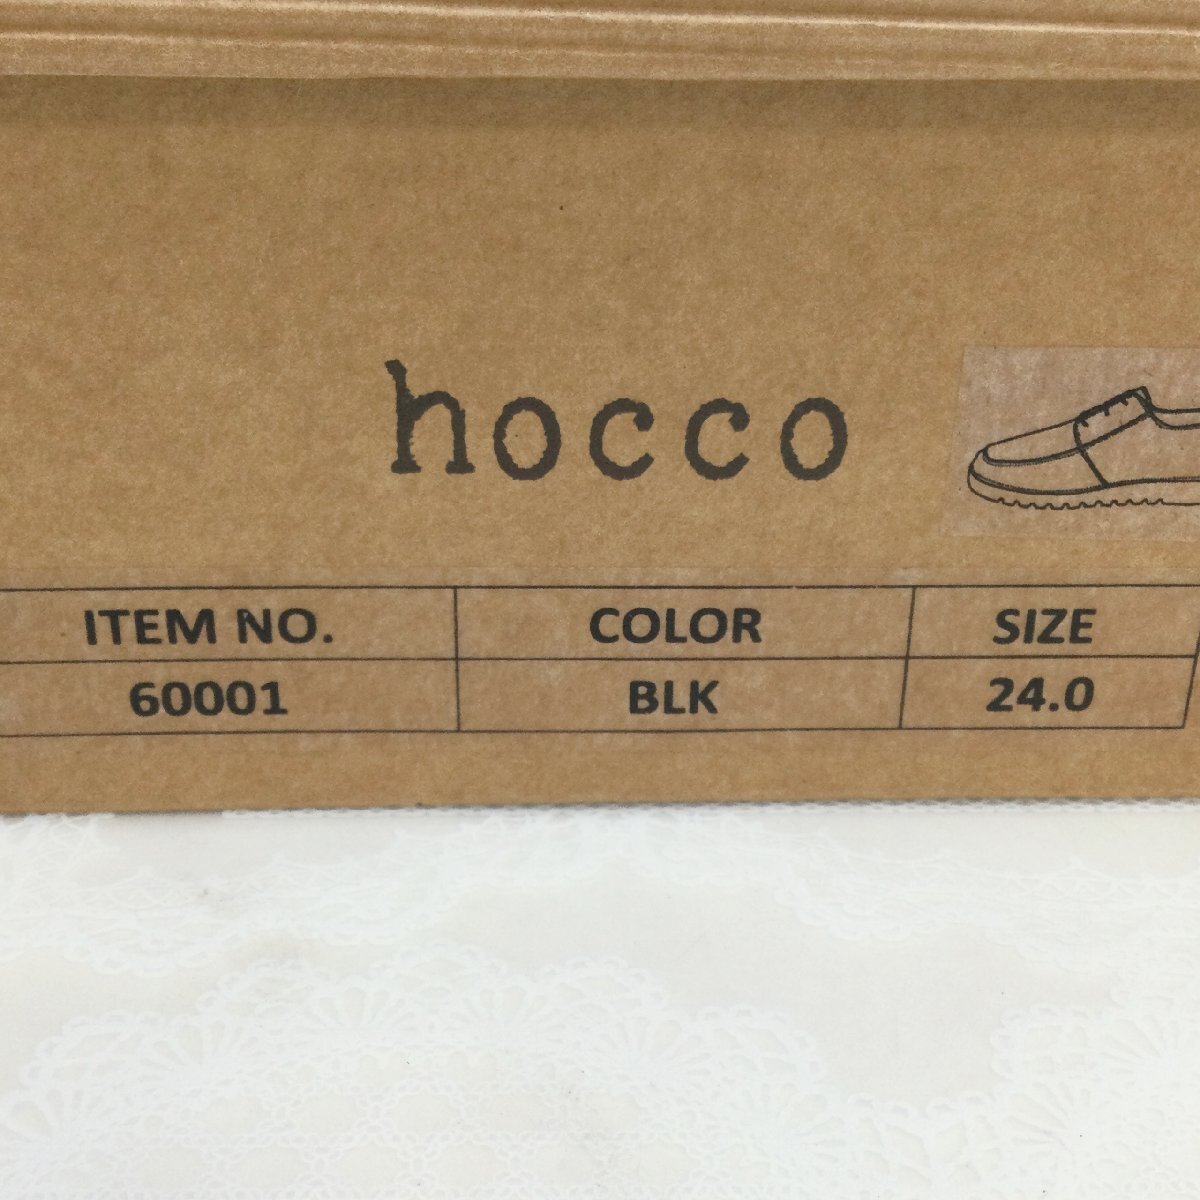 hocco
ITEM NO. COLOR SIZE
60001 BLK 24.0